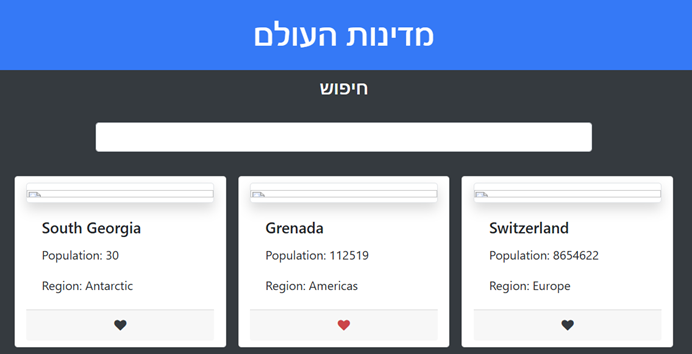 מדינות העולם
חיפוש
South Georgia
Population: 30
Region: Antarctic
Grenada
Population: 112519
Region: Americas
Switzerland
Population: 8654622
Region: Europe